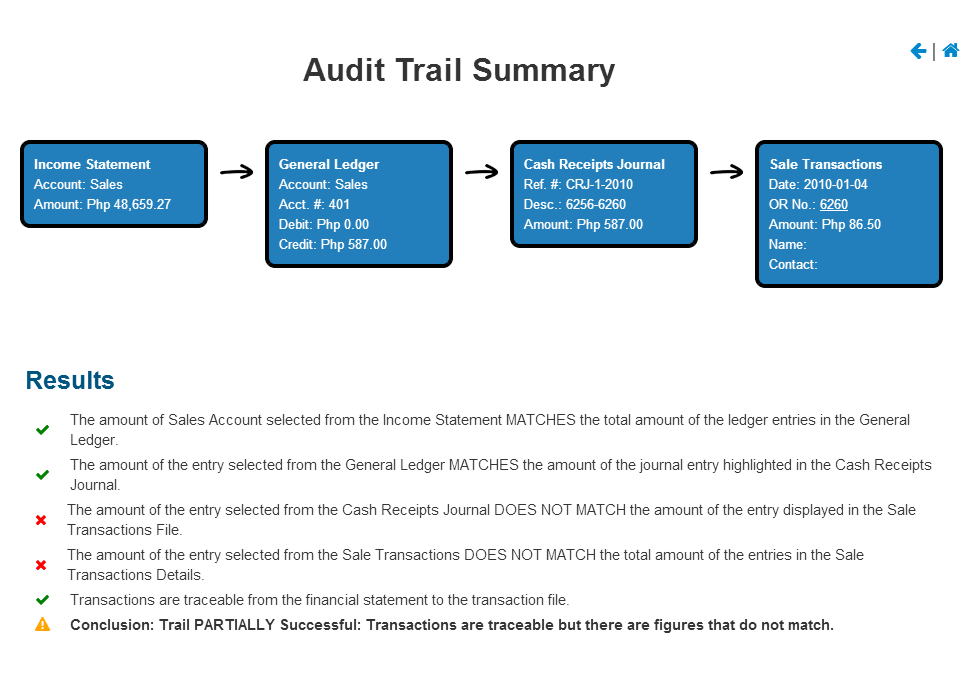 Audit Trail Summary
Income Statement
Account: Sales
Amount: Php 48,659.27
General Ledger
Account: Sales
Acct. #: 401
Debit: Php 0.00
Credit: Php 587.00
Cash Receipts Journal
Ref. #: CRJ-1-2010
Desc.: 6256-6260
Amount: Php 587.00
Sale Transactions
Date: 2010-01-04
OR No.: 6260
Amount: Php 86.50
Name:
Contact:
Results
The amount of Sales Account selected from the Income Statement MATCHES the total amount of the ledger entries in the General
Ledger.
The amount of the entry selected from the General Ledger MATCHES the amount of the journal entry highlighted in the Cash Receipts
Journal.
The amount of the entry selected from the Cash Receipts Journal DOES NOT MATCH the amount of the entry displayed in the Sale
Transactions File.
The amount of the entry selected from the Sale Transactions DOES NOT MATCH the total amount of the entries in the Sale
Transactions Details.
Transactions are traceable from the financial statement to the transaction file.
Conclusion: Trail PARTIALLY Successful: Transactions are traceable but there are figures that do not match.